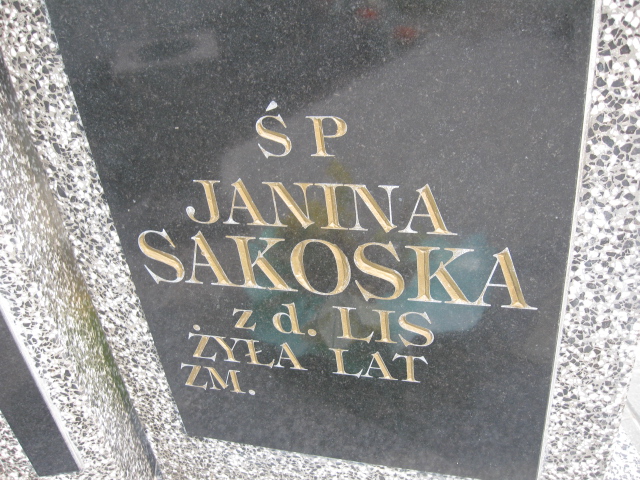 ŚP
JANINA
SAKOSKA
z d. LIS
ŻYŁA LAT
ZM.